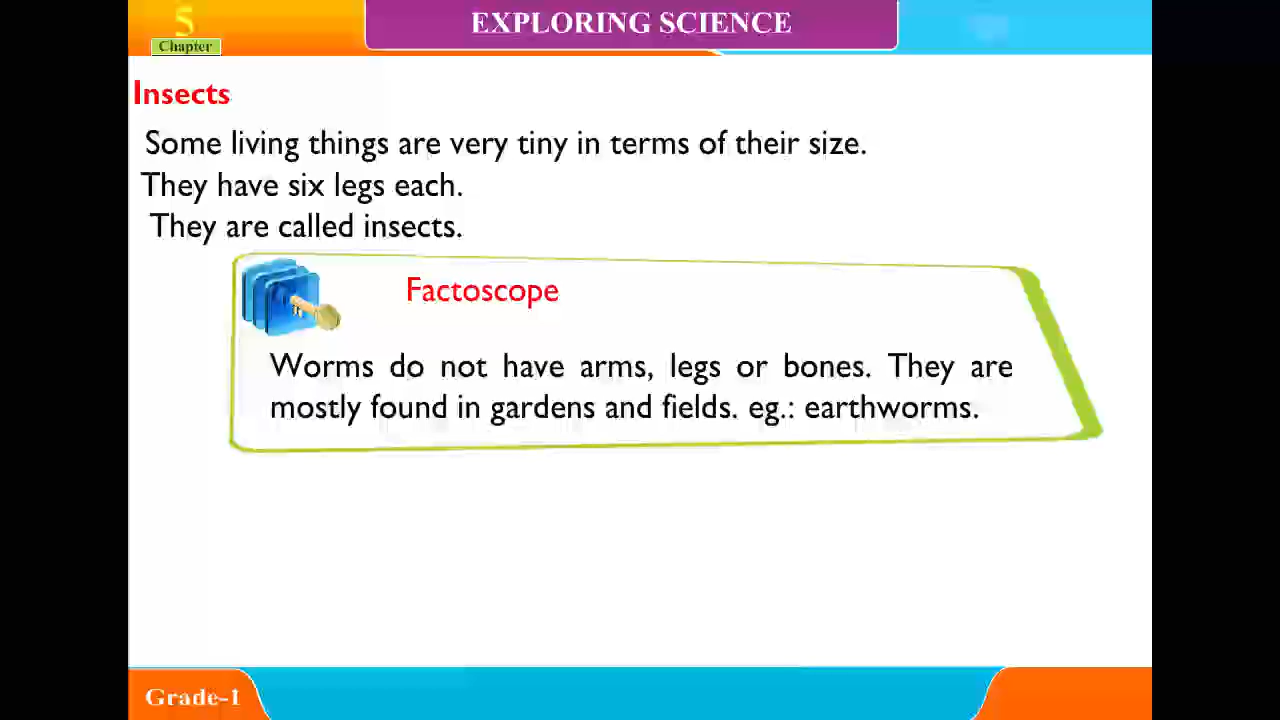 5
Chapter
EXPLORING SCIENCE
Insects
Some living things are very tiny in terms of their size.
They have six legs each.
They are called insects.
Factoscope
Worms do not have arms, legs or bones. They are
mostly found in gardens and fields. eg.: earthworms.
Grade-1